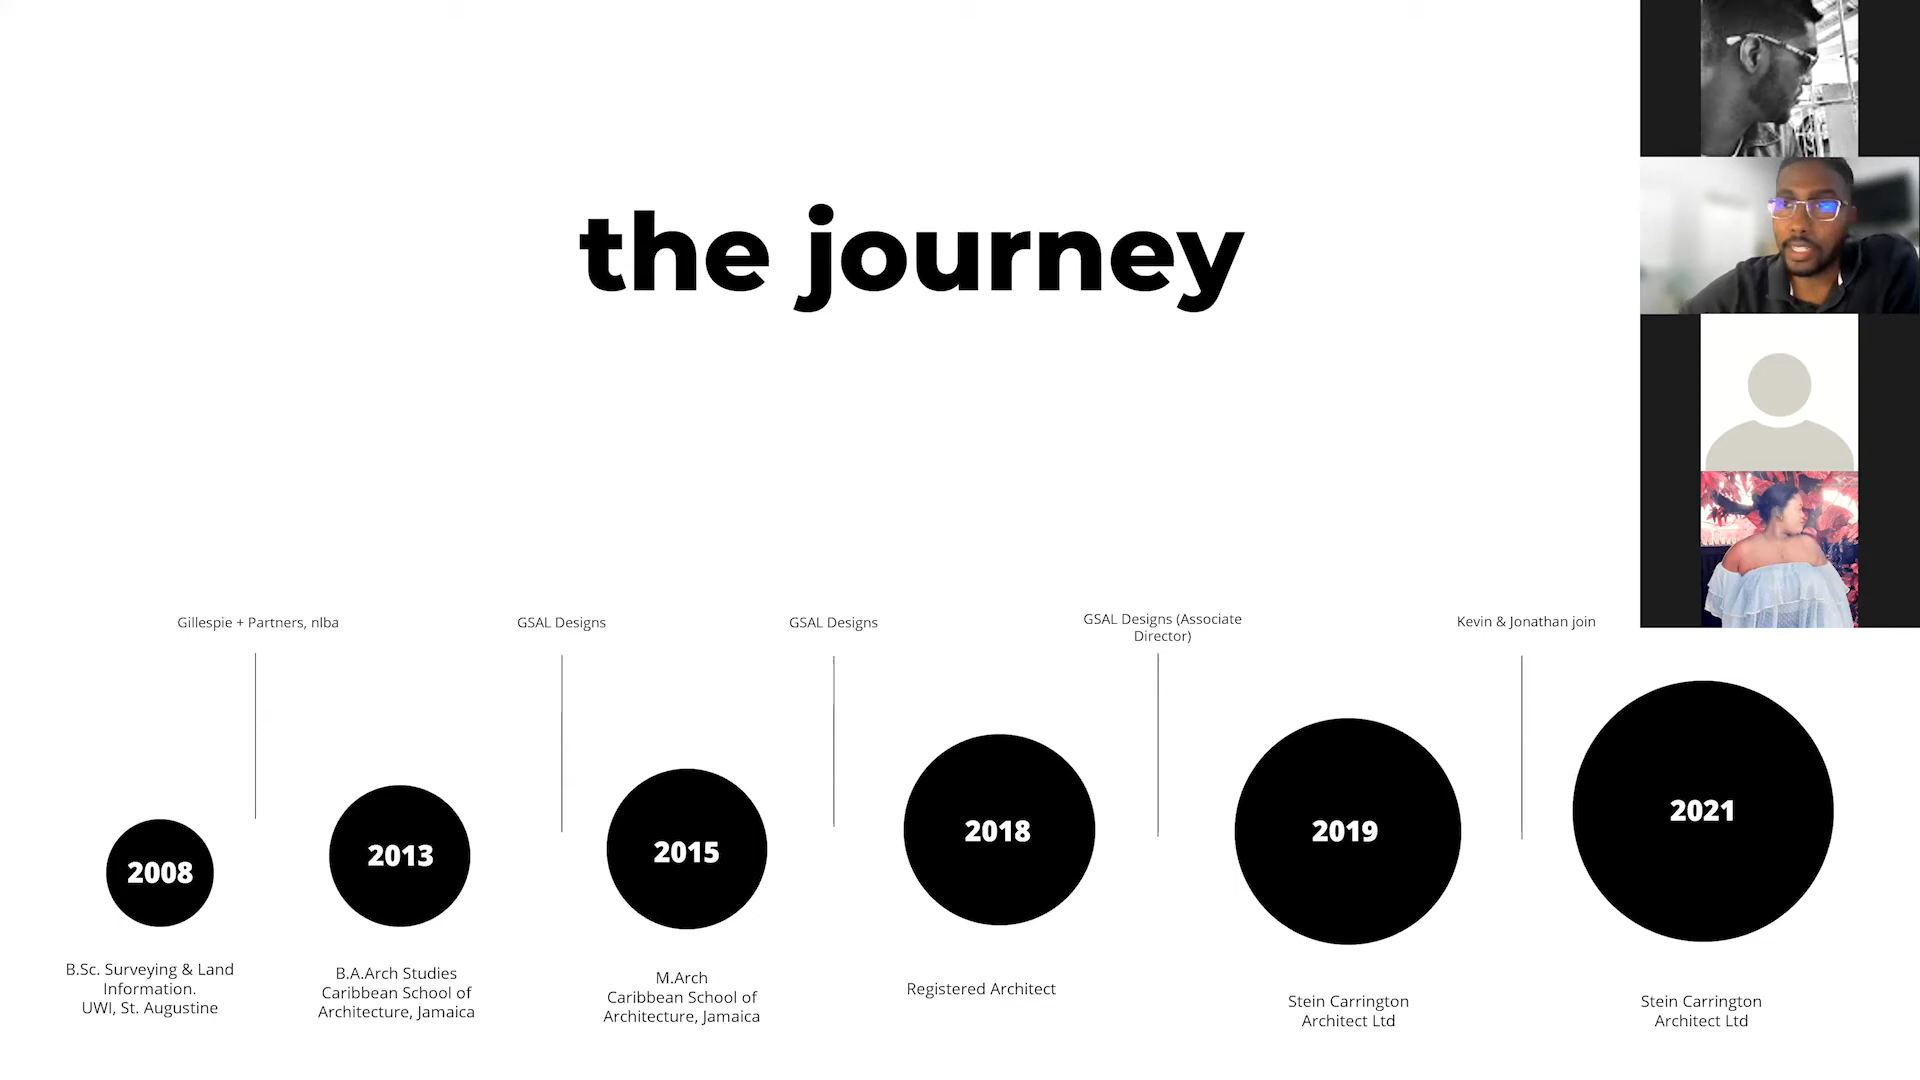 the journey
Gillespie + Partners, nlba
GSAL Designs
GSAL Designs
GSAL Designs (Associate
Director)
Kevin & Jonathan join
2008
2013
2015
2018
2019
2021
B.Sc. Surveying & Land
Information.
UWI, St. Augustine
B.A.Arch Studies
Caribbean School of
Architecture, Jamaica
M.Arch
Caribbean School of
Architecture, Jamaica
Registered Architect
Stein Carrington
Architect Ltd
Stein Carrington
Architect Ltd